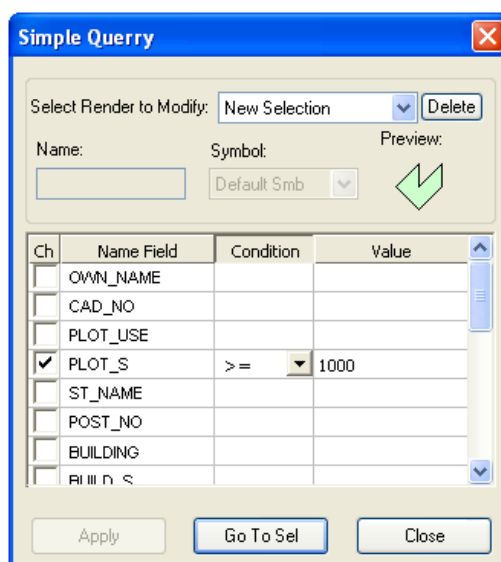 Simple Querry
Select Render to Modify: New Selection Delete
Name: Symbol: Preview:
Default Smb
Ch Name Field Condition Value
OWN_NAME
CAD_NO
PLOT_USE
PLOT_S >= 1000
ST_NAME
POST_NO
BUILDING
BUILD_S
Apply Go To Sel Close